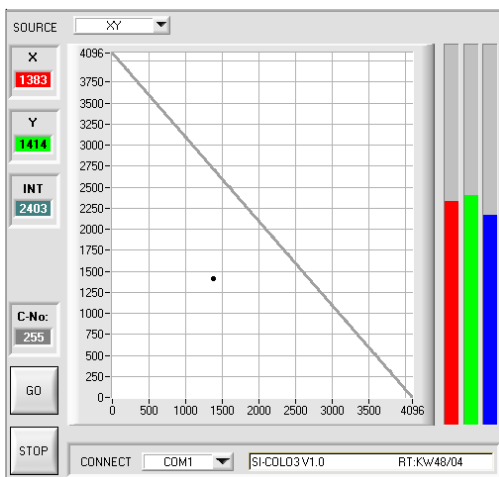 SOURCE XY
X
1383
Y
1414
INT
2403
C-No:
255
GO
STOP
4096
3750
3500
3250
3000
2750
2500
2250
2000
1750
1500
1250
1000
750
500
250
0
0 500 1000 1500 2000 2500 3000 3500 4096
CONNECT COM1 SI-COLO3 V1.0 RT:KW48/04